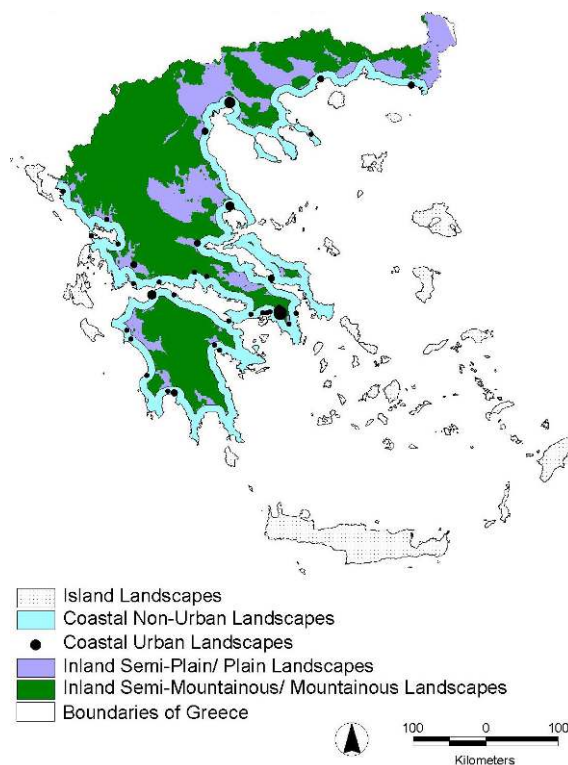 Island Landscapes
Coastal Non-Urban Landscapes
Coastal Urban Landscapes
Inland Semi-Plain/ Plain Landscapes
Inland Semi-Mountainous/ Mountainous Landscapes
Boundaries of Greece
100 0 100
Kilometers